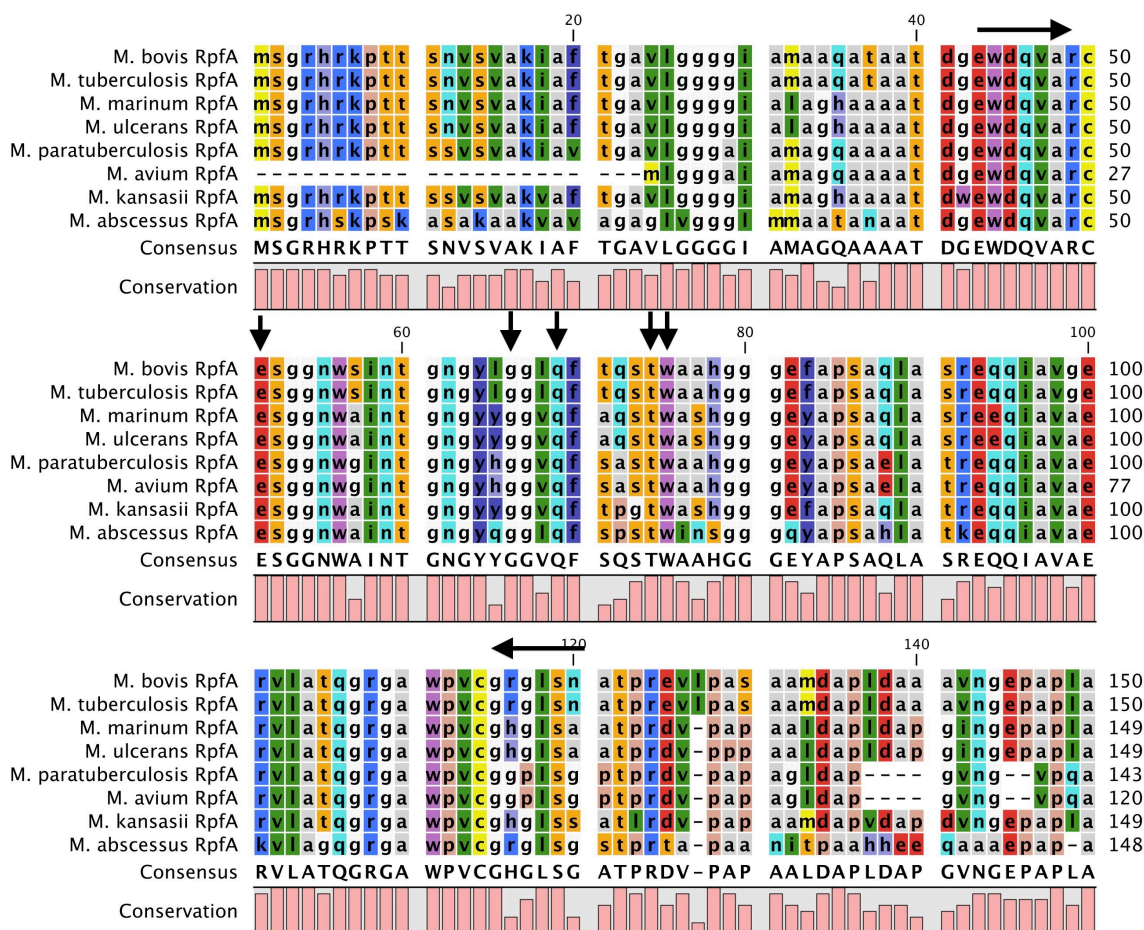 20 40
M. bovis RpfA msgrhrkptt snvsvakiaf tgavlggggi amaaqataat dgewdqvarc 50
M. tuberculosis RpfA msgrhrkptt snvsvakiaf tgavlggggi amaaqataat dgewdqvarc 50
M. marinum RpfA msgrhrkptt snvsvakiaf tgavlggggi alaghaaaat dgewdqvarc 50
M. ulcerans RpfA msgrhrkptt snvsvakiaf tgavlggggi alaghaaaat dgewdqvarc 50
M. paratuberculosis RpfA msgrhrkptt ssvsvakiav tgavlgggai amagqaaaat dgewdqvarc 50
M. avium RpfA ---------- ---------- ---mlgggai amagqaaaat dgewdqvarc 27
M. kansasii RpfA msgrhrkptt ssvsvakvaf tgavlggggi amaghaaaat dwewdqvarc 50
M. abscessus RpfA msgrhskpsk asakaakvav agaglvgggl mmaatanaat dgewdqvarc 50
Consensus MSGRHRKPTT SNVSVAKIAF TGAVLGGGGI AMAGQAAAAT DGEWDQVARC
Conservation
60 80 100
M. bovis RpfA esggnwsint gngylgglqf tqstwaahgg gefapsaqla sreqqiavge 100
M. tuberculosis RpfA esggnwsint gngylgglqf tqstwaahgg gefapsaqla sreqqiavge 100
M. marinum RpfA esggnwaint gngyyggvqf aqstwashgg geyapsaqla sreeqiavae 100
M. ulcerans RpfA esggnwaint gngyyggvqf aqstwashgg geyapsaqla sreeqiavae 100
M. paratuberculosis RpfA esggnwgint gngyhggvqf sastwaahgg geyapsaela treqqiavae 100
M. avium RpfA esggnwgint gngyhggvqf sastwaahgg geyapsaela treqqiavae 77
M. kansasii RpfA esggnwaint gngyyggvqf tpgtwashgg gefapsaqla treqqiavae 100
M. abscessus RpfA esggnwaint gngyqgglqf spstwinsgg gqyapsahla tkeqqiavae 100
Consensus ESGGNWAINT GNGYYGGVQF SQSTWAAHGG GEYAPSAQLA SREQQIAVAE
Conservation
120 140
M. bovis RpfA rvlatqgrga wpvcgrglsn atprevlpas aamdapldaa avngepapla 150
M. tuberculosis RpfA rvlatqgrga wpvcgrglsn atprevlpas aamdapldaa avngepapla 150
M. marinum RpfA rvlatqgrga wpvcghglsa atprdv-pap aaldapldap gingepapla 149
M. ulcerans RpfA rvlatqgrga wpvcghglsa atprdv-ppp aaldapldap gingepapla 149
M. paratuberculosis RpfA rvlatqgrga wpvcggplsg ptprdv-pap agldap---- gvng--vpqa 143
M. avium RpfA rvlatqgrga wpvcggplsg ptprdv-pap agldap---- gvng--vpqa 120
M. kansasii RpfA rvlatqgrga wpvcghglss atlrdv-pap aamdapvdap dvngepapla 149
M. abscessus RpfA kvlagqgrga wpvcgrglsg stprta-paa nitpaahhee qaaaepap-a 148
Consensus RVLATQGRGA WPVCGHGLSG ATPRDV-PAP AALDAPLDAP GVNGEPAPLA
Conservation